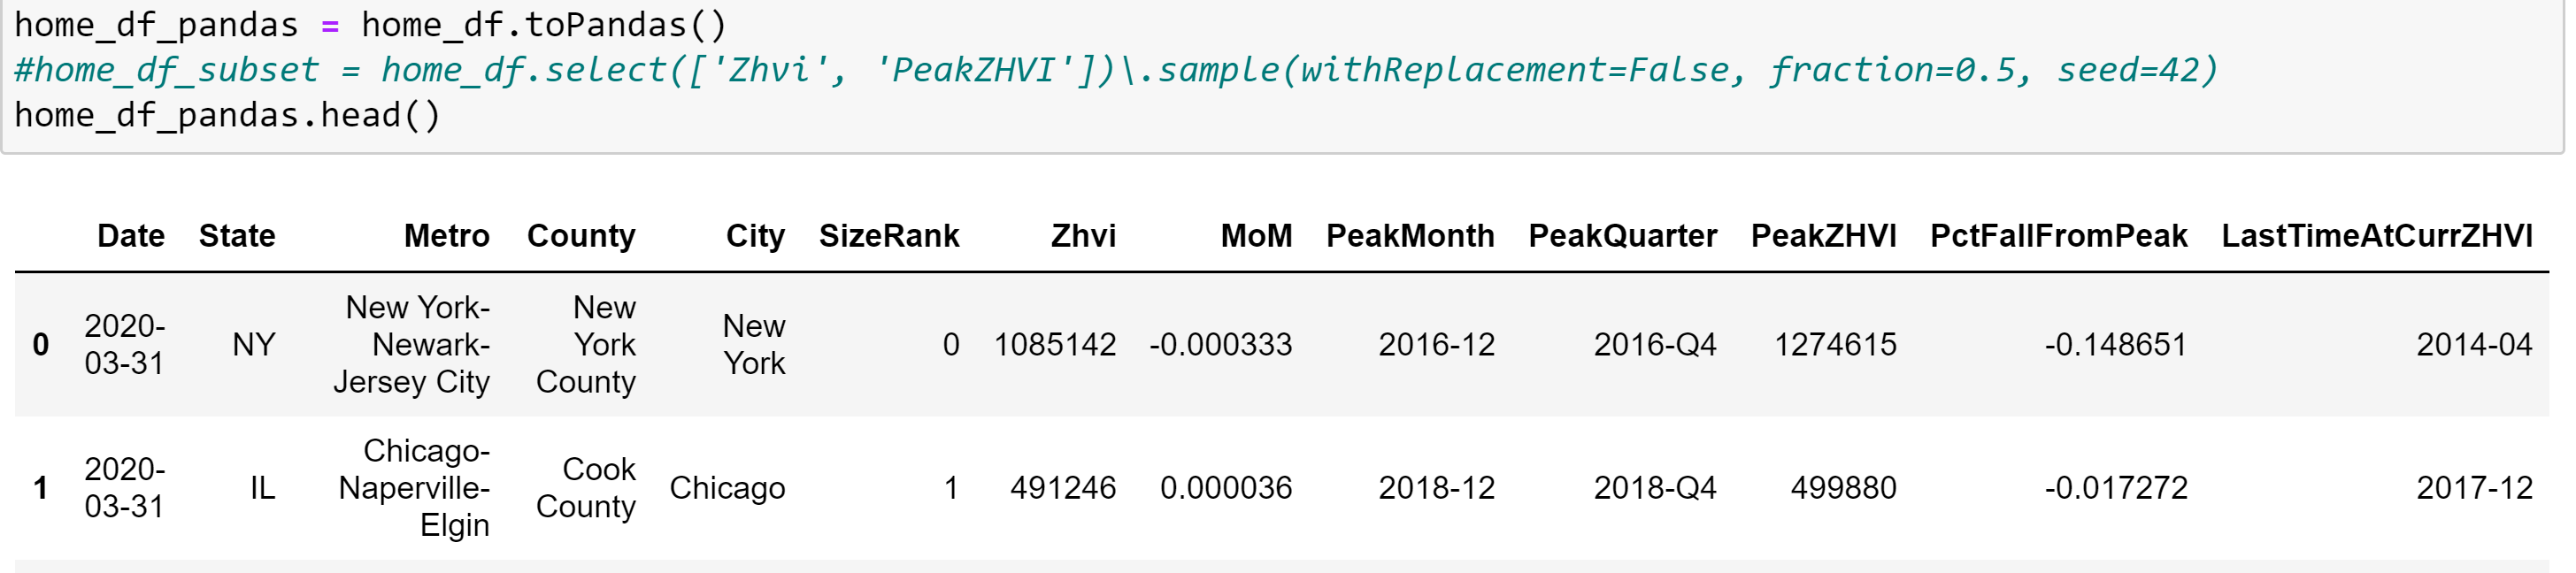 home_df_pandas = home_df.toPandas()
#home_df_subset = home_df.select(['Zhvi', 'PeakZHVI'])\.sample(withReplacement=False, fraction=0.5, seed=42)
home_df_pandas.head()
Date State Metro County City SizeRank Zhvi MoM PeakMonth PeakQuarter PeakZHVI PctFallFromPeak LastTimeAtCurrZHVI
0 2020-03-31 NY New York-Newark-Jersey City New York County New York 0 1085142 -0.000333 2016-12 2016-Q4 1274615 -0.148651 2014-04
1 2020-03-31 IL Chicago-Naperville-Elgin Cook County Chicago 1 491246 0.000036 2018-12 2018-Q4 499880 -0.017272 2017-12